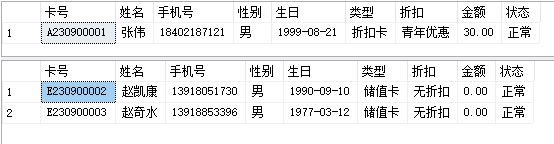 卡号 姓名 手机号 性别 生日 类型 折扣 金额 状态
1 A230900001 张伟 18402187121 男 1999-08-21 折扣卡 青年优惠 30.00 正常
卡号 姓名 手机号 性别 生日 类型 折扣 金额 状态
1 E230900002 赵凯康 13918051730 男 1990-09-10 储值卡 无折扣 0.00 正常
2 E230900003 赵奇水 13918853396 男 1977-03-12 储值卡 无折扣 0.00 正常